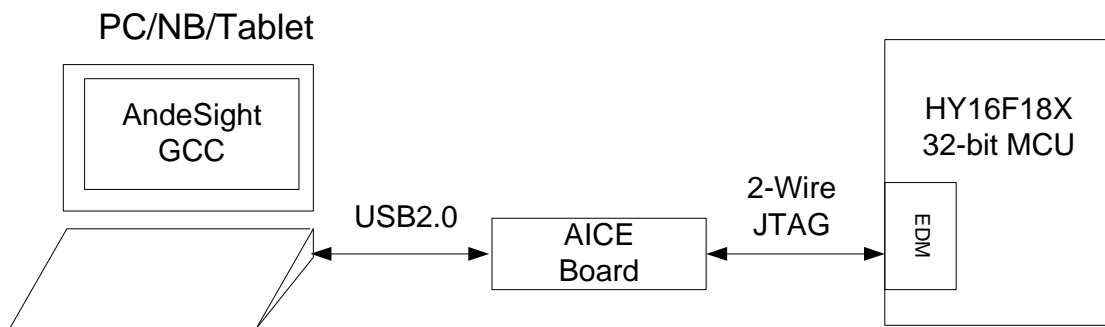 PC/NB/Tablet
AndeSight
GCC
USB2.0
AICE
Board
2-Wire
JTAG
HY16F18X
32-bit MCU
EDM